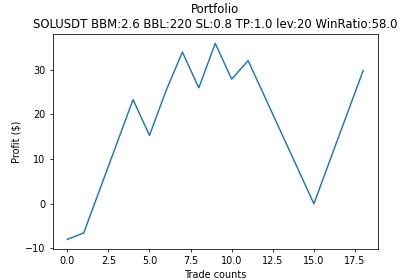 Portfolio
SOLUSDT BBM:2.6 BBL:220 SL:0.8 TP:1.0 lev:20 WinRatio:58.0
30
20
10
0
−10
Profit ($)
0.0 2.5 5.0 7.5 10.0 12.5 15.0 17.5
Trade counts